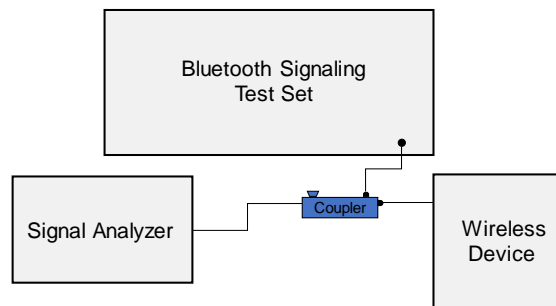 Bluetooth Signaling
Test Set
Coupler
Signal Analyzer
Wireless
Device